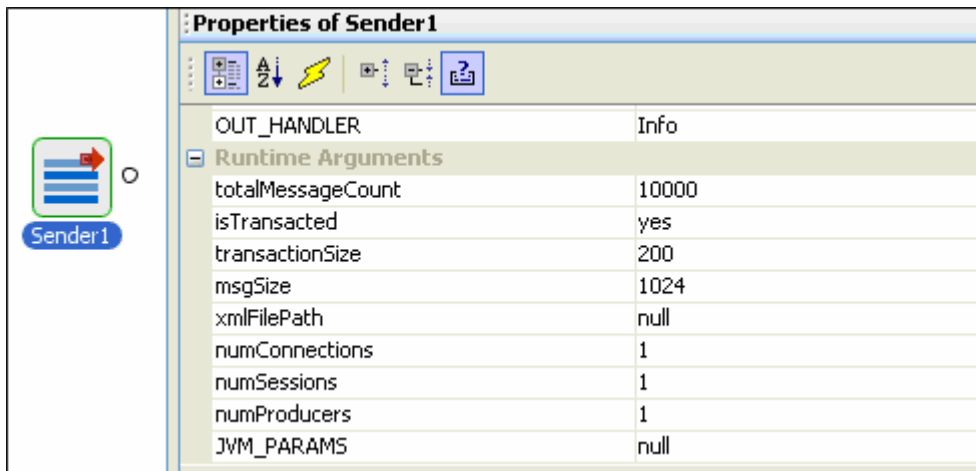 Properties of Sender1
OUT_HANDLER Info
Runtime Arguments
totalMessageCount 10000
isTransacted yes
transactionSize 200
msgSize 1024
xmlFilePath null
numConnections 1
numSessions 1
numProducers 1
JVM_PARAMS null
Sender1